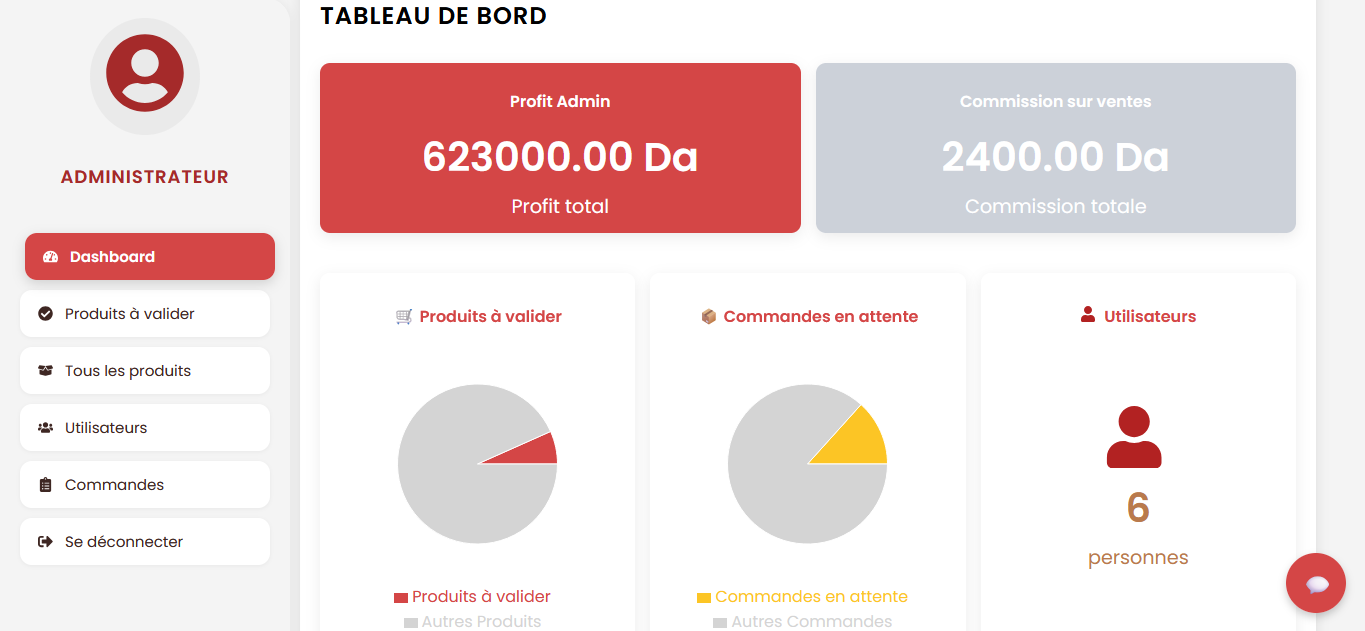 ADMINISTRATEUR
Dashboard
Produits à valider
Tous les produits
Utilisateurs
Commandes
Se déconnecter
TABLEAU DE BORD
Profit Admin
623000.00 Da
Profit total
Commission sur ventes
2400.00 Da
Commission totale
Produits à valider
Produits à valider
Autres Produits
Commandes en attente
Commandes en attente
Autres Commandes
Utilisateurs
6
personnes